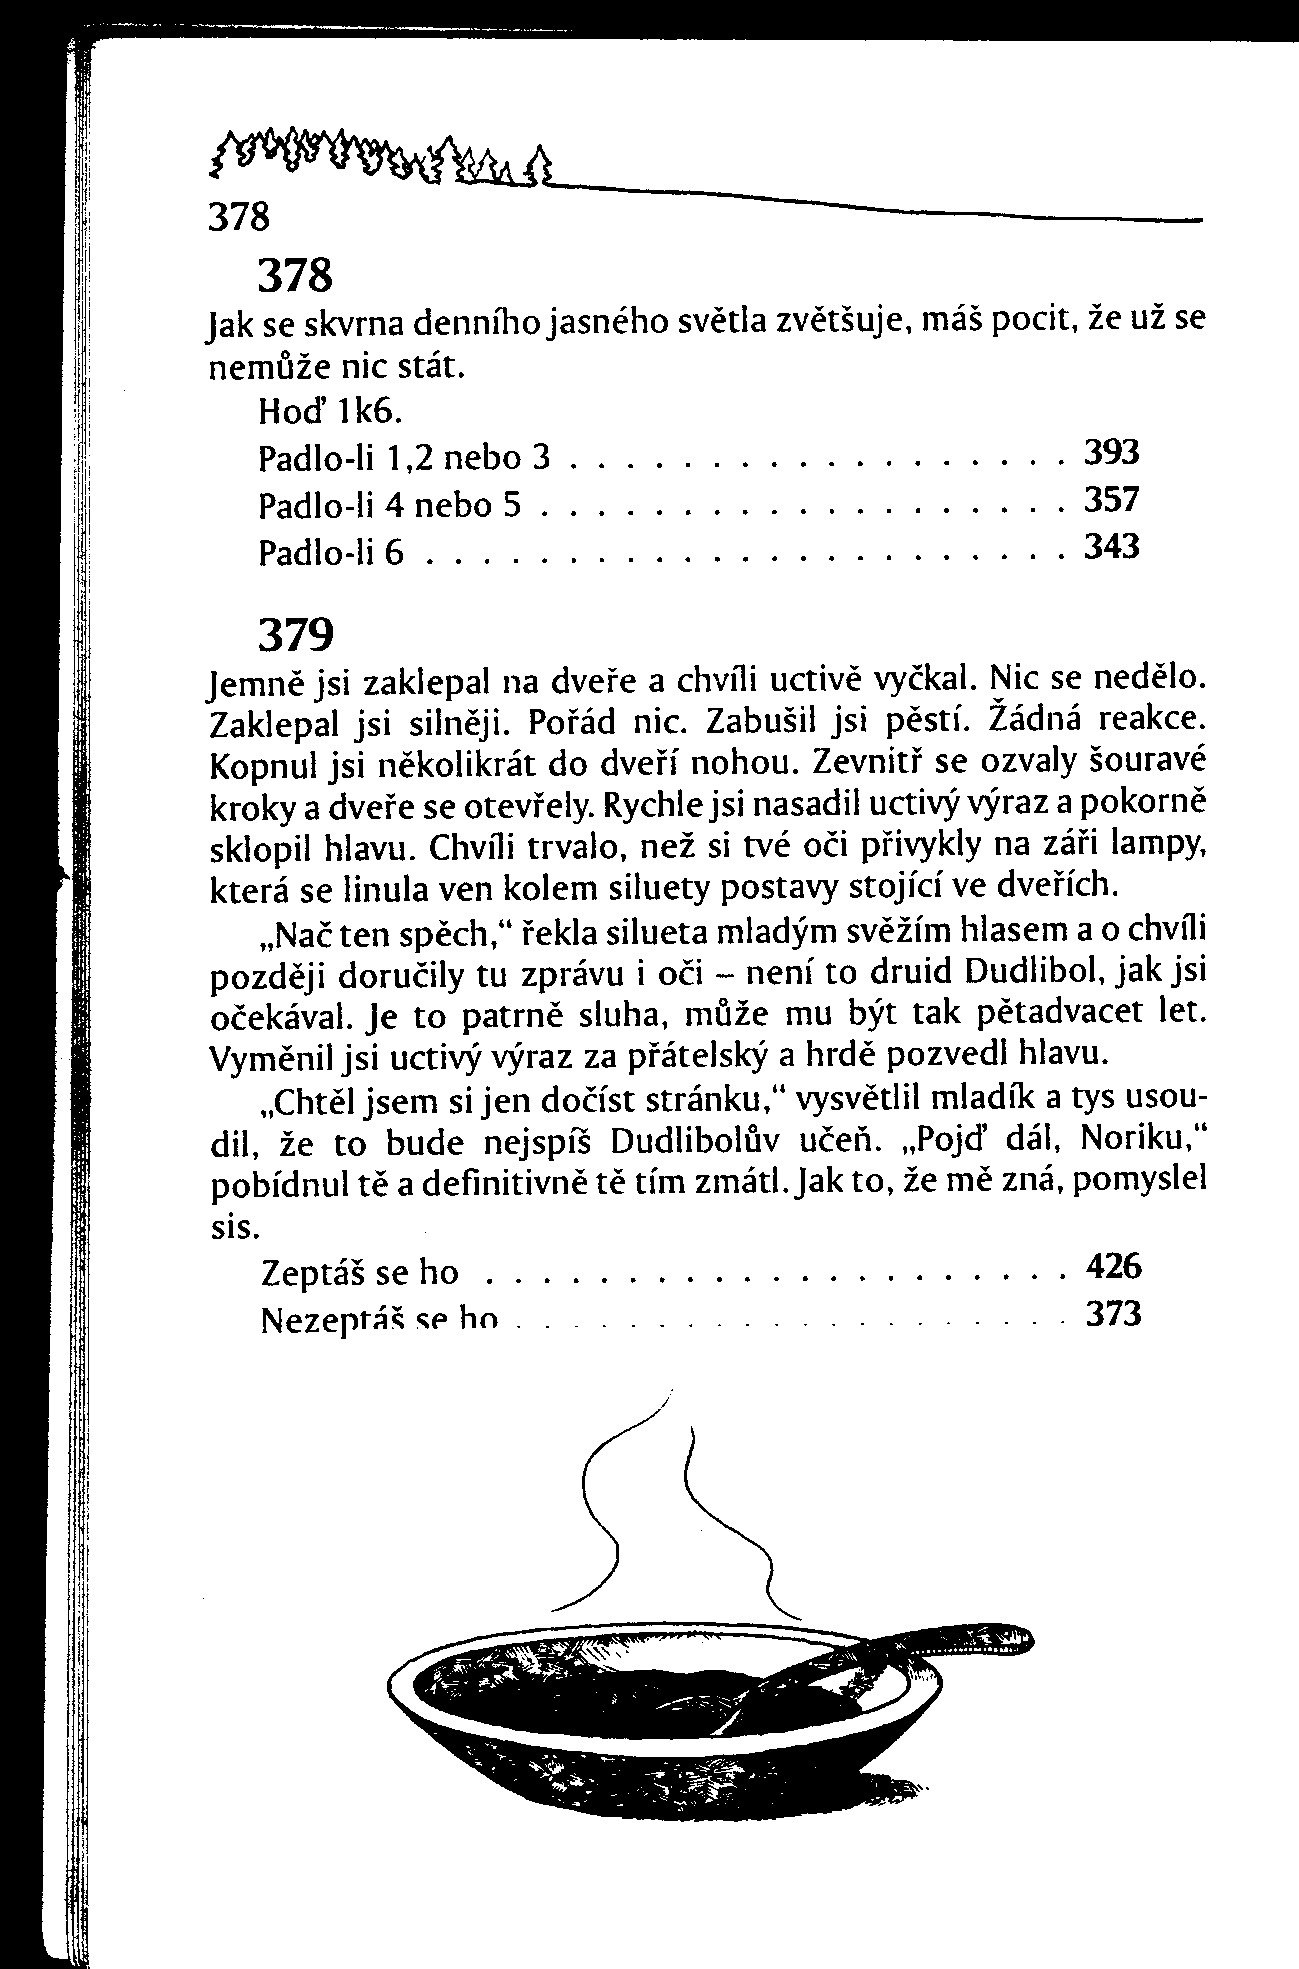 378
378
Jak se skvrna denního jasného světla zvětšuje, máš pocit, že už se
nemůže nic stát.
Hoď 1k6.
Padlo-li 1,2 nebo 3 . . . . . . . . . . . . . . . . . . 393
Padlo-li 4 nebo 5 . . . . . . . . . . . . . . . . . . . 357
Padlo-li 6 . . . . . . . . . . . . . . . . . . . . . . . 343
379
Jemně jsi zaklepal na dveře a chvíli uctivě vyčkal. Nic se nedělo.
Zaklepal jsi silněji. Pořád nic. Zabušil jsi pěstí. Žádná reakce.
Kopnul jsi několikrát do dveří nohou. Zevnitř se ozvaly šouravé
kroky a dveře se otevřely. Rychle jsi nasadil uctivý výraz a pokorně
sklopil hlavu. Chvíli trvalo, než si tvé oči přivykly na záři lampy,
která se linula ven kolem siluety postavy stojící ve dveřích.
„Nač ten spěch,“ řekla silueta mladým svěžím hlasem a o chvíli
později doručily tu zprávu i oči – není to druid Dudlibol, jak jsi
očekával. Je to patrně sluha, může mu být tak pětadvacet let.
Vyměnil jsi uctivý výraz za přátelský a hrdě pozvedl hlavu.
„Chtěl jsem si jen dočíst stránku,“ vysvětlil mladík a tys usou-
dil, že to bude nejspíš Dudlibolův učeň. „Pojď dál, Noriku,“
pobídnul tě a definitivně tě tím zmátl. Jak to, že mě zná, pomyslel
sis.
Zeptáš se ho . . . . . . . . . . . . . . . . . . . . . 426
Nezeptáš se ho . . . . . . . . . . . . . . . . . . . . 373